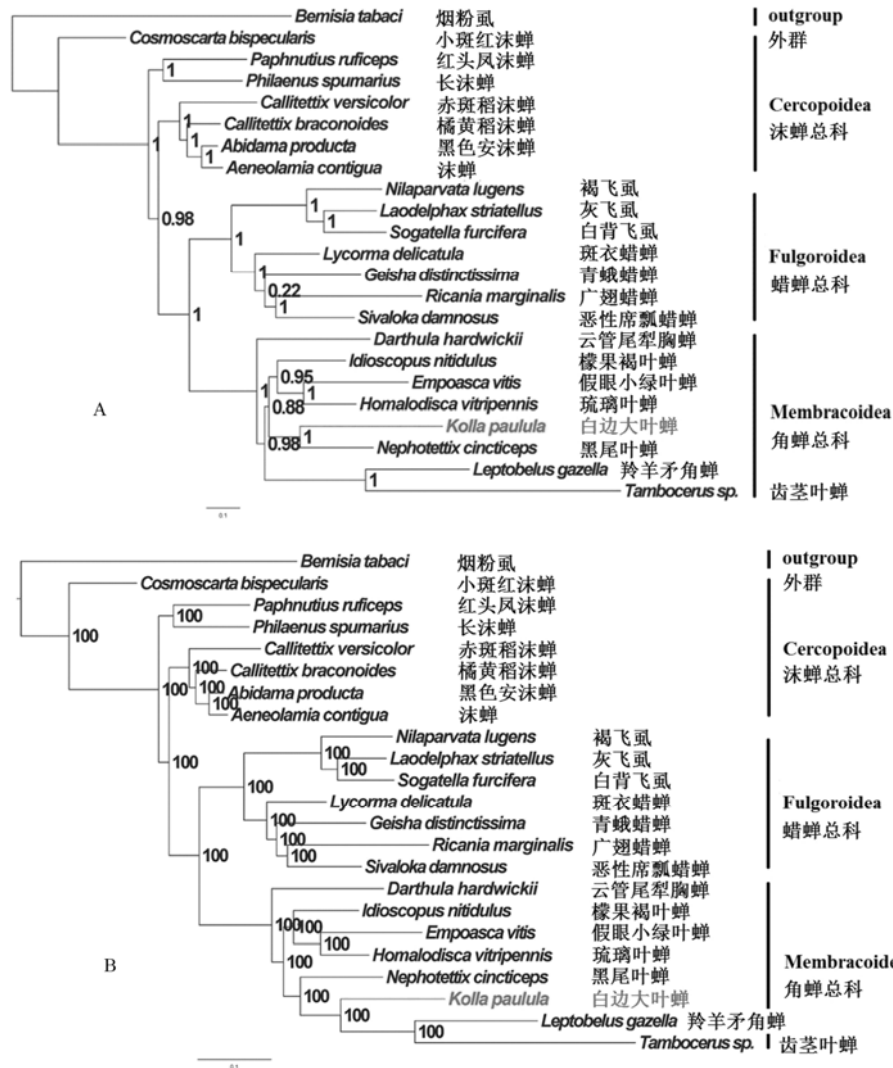 Bemisia tabaci 烟粉虱 outgroup
Cosmoscarta bispecularis 小斑红沫蝉 外群
Paphnutius ruficeps 红头凤沫蝉
1
Philaenus spumarius 长沫蝉
Callitettix versicolor 赤斑稻沫蝉 Cercopoidea
1 1 Callitettix braconoides 橘黄稻沫蝉 沫蝉总科
1 Abidama producta 黑色安沫蝉
1 Aeneolamia contigua 沫蝉
Nilaparvata lugens 褐飞虱
0.98 1 Laodelphax striatellus 灰飞虱
1 1 Sogatella furcifera 白背飞虱
Lycorma delicatula 斑衣蜡蝉 Fulgoroidea
1 Geisha distinctissima 青蛾蜡蝉 蜡蝉总科
0.22 Ricania marginalis 广翅蜡蝉
1 1 Sivaloka damnosus 恶性席瓢蜡蝉
Darthula hardwickii 云管尾犁胸蝉
0.95 Idioscopus nitidulus 檬果褐叶蝉
A 1 1 Empoasca vitis 假眼小绿叶蝉
0.88 Homalodisca vitripennis 琉璃叶蝉 Membracoidea
Kolla paulula 白边大叶蝉 角蝉总科
0.98 1 Nephotettix cincticeps 黑尾叶蝉
Leptobelus gazella 羚羊矛角蝉
1 Tambocerus sp. 齿茎叶蝉
0.1
Bemisia tabaci 烟粉虱 outgroup
Cosmoscarta bispecularis 小斑红沫蝉 外群
Paphnutius ruficeps 红头凤沫蝉
100 100
Philaenus spumarius 长沫蝉
Callitettix versicolor 赤斑稻沫蝉 Cercopoidea
100 100 Callitettix braconoides 橘黄稻沫蝉 沫蝉总科
100 Abidama producta 黑色安沫蝉
100 Aeneolamia contigua 沫蝉
Nilaparvata lugens 褐飞虱
100 100 Laodelphax striatellus 灰飞虱
100 100 Sogatella furcifera 白背飞虱
Lycorma delicatula 斑衣蜡蝉 Fulgoroidea
100 Geisha distinctissima 青蛾蜡蝉 蜡蝉总科
100 100 Ricania marginalis 广翅蜡蝉
100 Sivaloka damnosus 恶性席瓢蜡蝉
Darthula hardwickii 云管尾犁胸蝉
100 100 Idioscopus nitidulus 檬果褐叶蝉
100 Empoasca vitis 假眼小绿叶蝉
B 100 Homalodisca vitripennis 琉璃叶蝉 Membracoide
Nephotettix cincticeps 黑尾叶蝉 角蝉总科
100 Kolla paulula 白边大叶蝉
100 Leptobelus gazella 羚羊矛角蝉
100 Tambocerus sp. 齿茎叶蝉
0.1